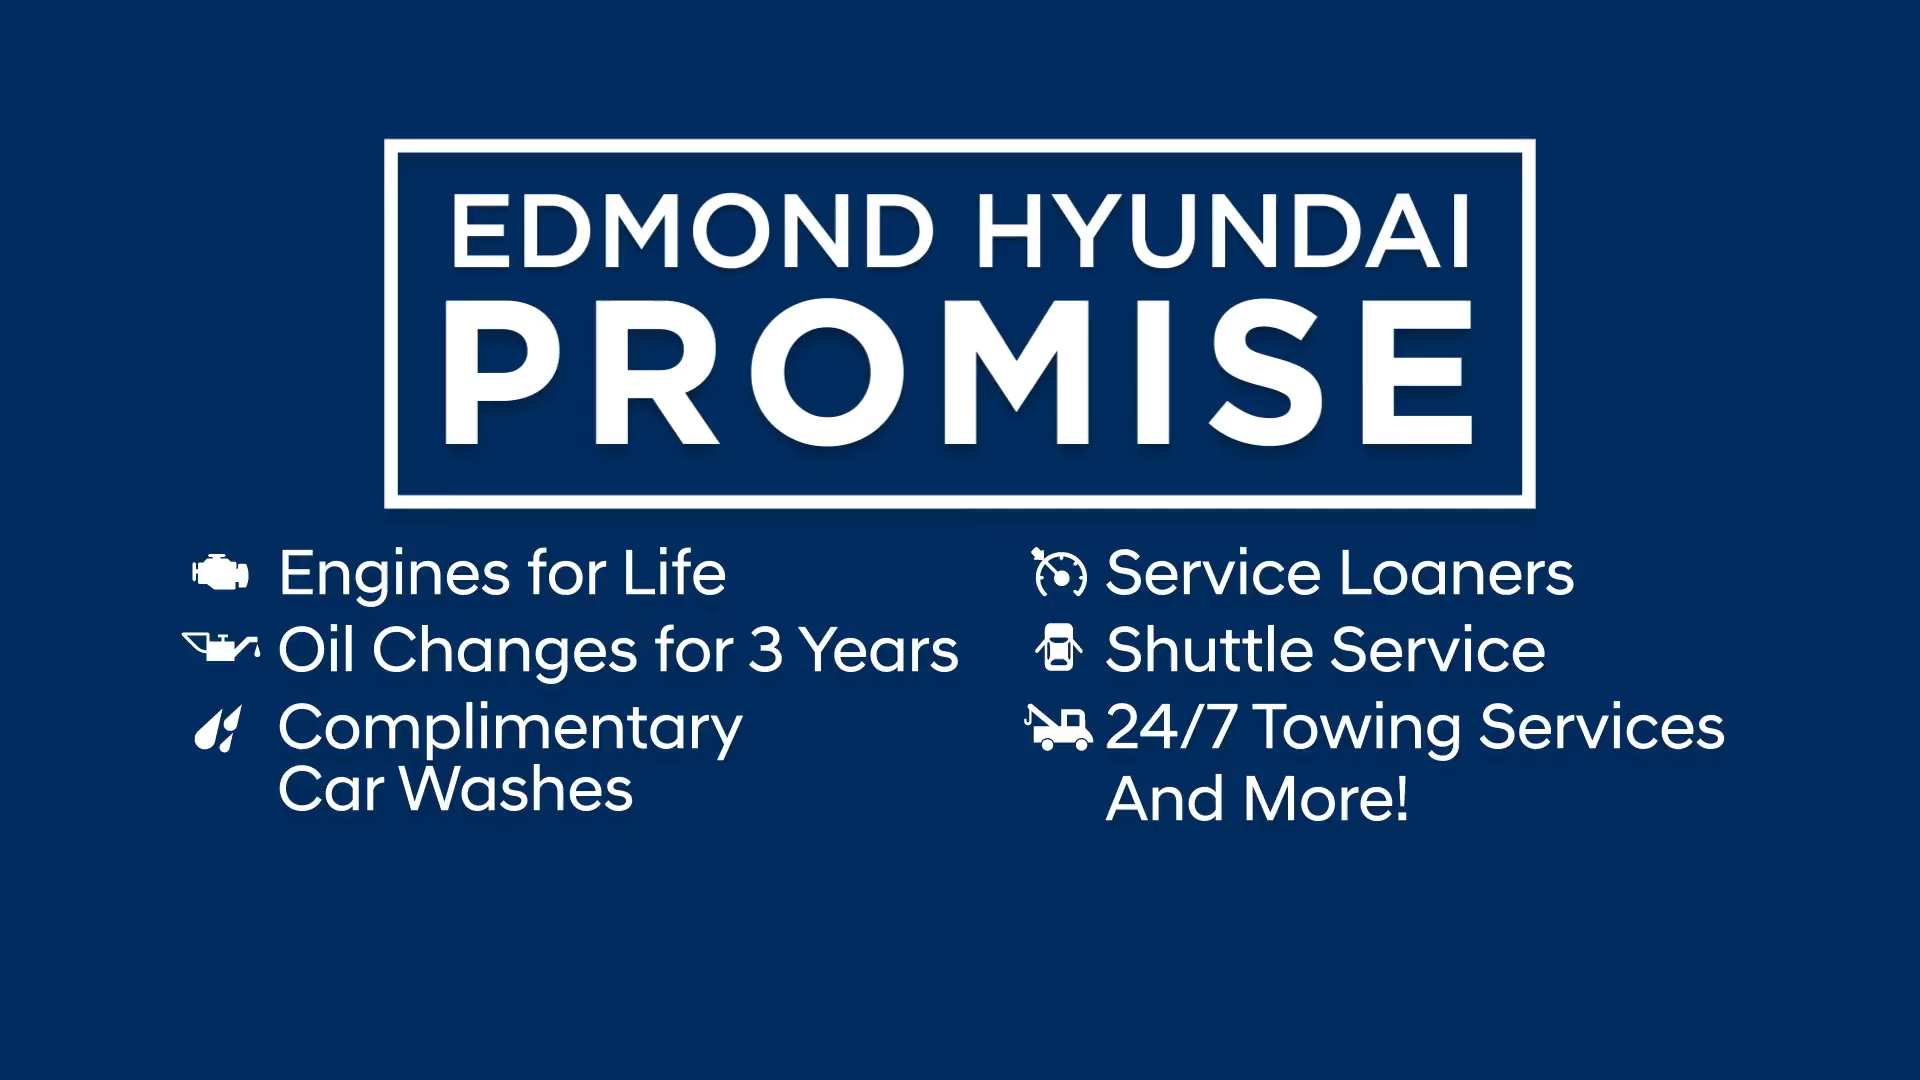 EDMOND HYUNDAI
PROMISE
Engines for Life
Oil Changes for 3 Years
Complimentary
Car Washes
Service Loaners
Shuttle Service
24/7 Towing Services
And More!